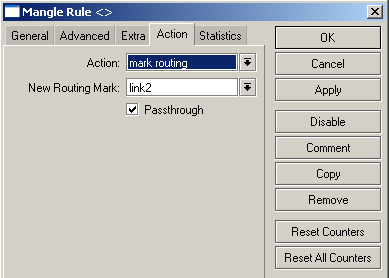 Mangle Rule <>
General Advanced Extra Action Statistics
Action: mark routing
New Routing Mark: link2
Passthrough
OK
Cancel
Apply
Disable
Comment
Copy
Remove
Reset Counters
Reset All Counters